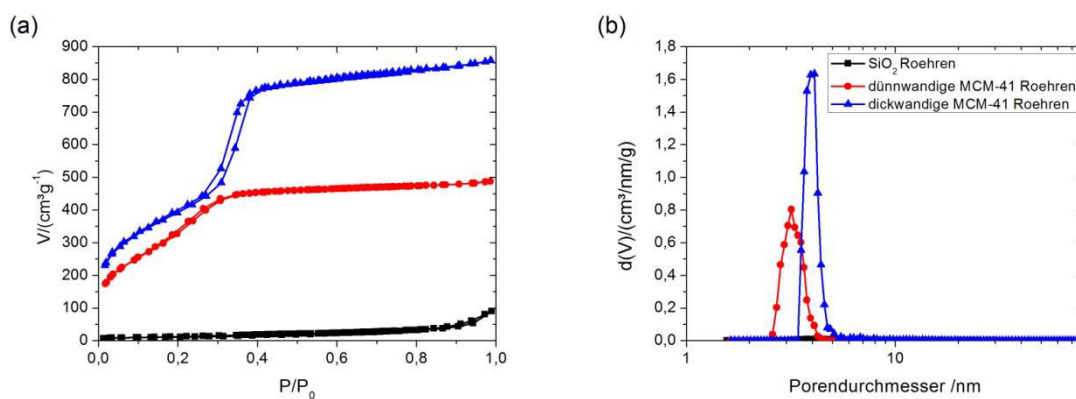 (a)
V/(cm³g⁻¹)
900
800
700
600
500
400
300
200
100
0
0,0 0,2 0,4 0,6 0,8 1,0
P/P₀
(b)
d(V)/(cm³/nm/g)
1,8
1,6
1,4
1,2
1,0
0,8
0,6
0,4
0,2
0,0
1 10
Porendurchmesser /nm
SiO₂ Roehren
dünnwandige MCM-41 Roehren
dickwandige MCM-41 Roehren